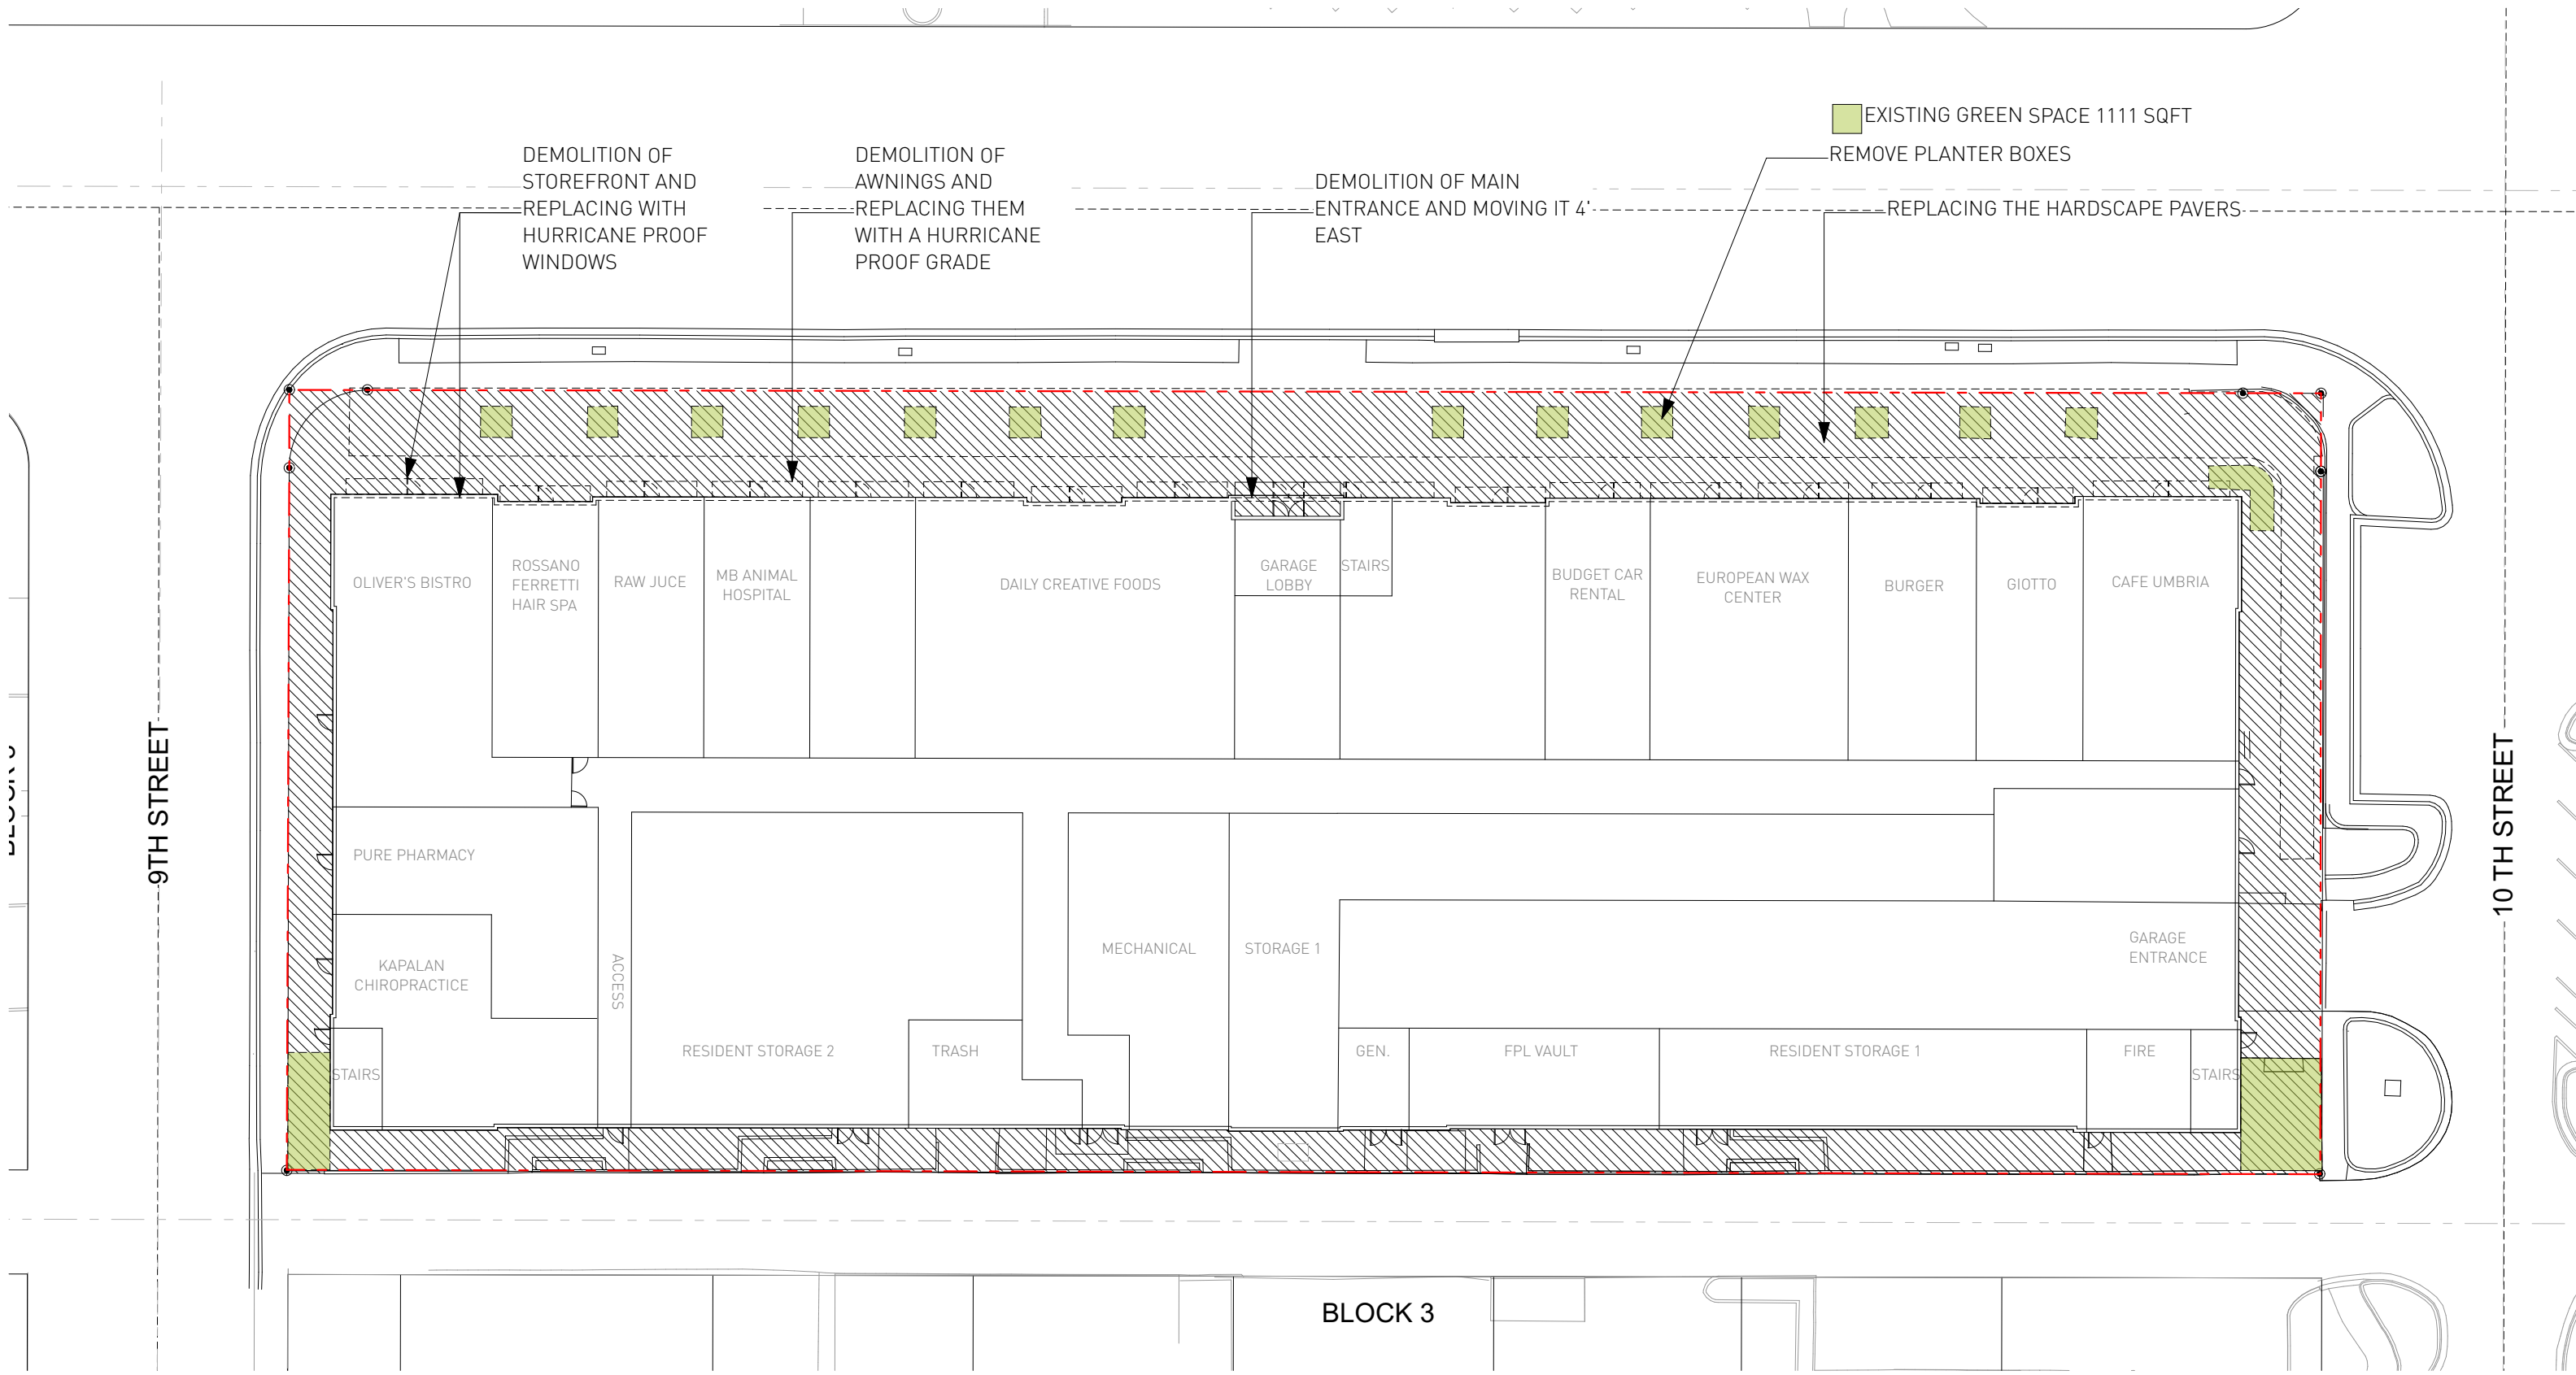 EXISTING GREEN SPACE 1111 SQFT
REMOVE PLANTER BOXES
DEMOLITION OF
STOREFRONT AND
REPLACING WITH
HURRICANE PROOF
WINDOWS
DEMOLITION OF
AWNINGS AND
REPLACING THEM
WITH A HURRICANE
PROOF GRADE
DEMOLITION OF MAIN
ENTRANCE AND MOVING IT 4'
EAST
REPLACING THE HARDSCAPE PAVERS
OLIVER'S BISTRO
ROSSANO
FERRETTI
HAIR SPA
RAW JUCE
MB ANIMAL
HOSPITAL
DAILY CREATIVE FOODS
GARAGE
LOBBY
STAIRS
BUDGET CAR
RENTAL
EUROPEAN WAX
CENTER
BURGER
GIOTTO
CAFE UMBRIA
9TH STREET
10 TH STREET
PURE PHARMACY
KAPALAN
CHIROPRACTICE
ACCESS
MECHANICAL
STORAGE 1
GARAGE
ENTRANCE
STAIRS
RESIDENT STORAGE 2
TRASH
GEN.
FPL VAULT
RESIDENT STORAGE 1
FIRE
STAIRS
BLOCK 3